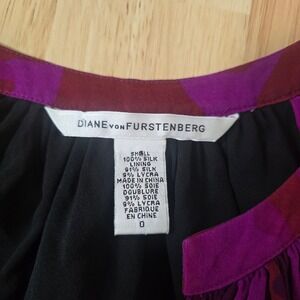 DIANE VON FURSTENBERG
SHELL
100% SILK
LINING
91% SILK
9% LYCRA
MADE IN CHINA
100% SOIE
DOUBLURE
91% SOIE
9% LYCRA
FABRIQUE
EN CHINE
0